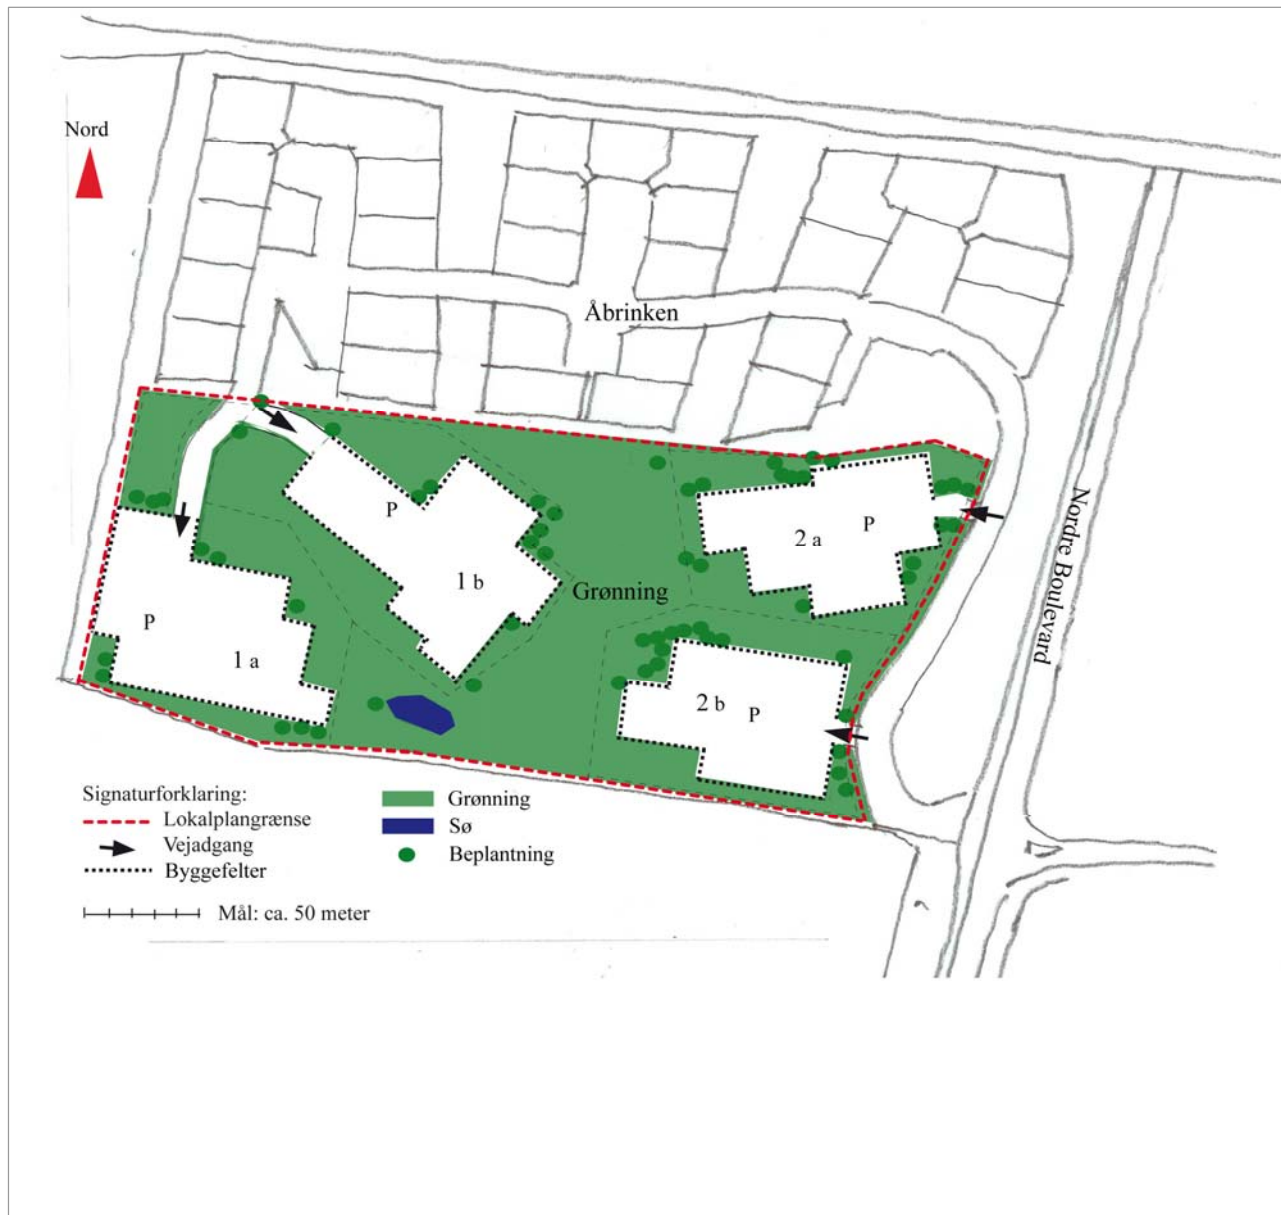 Nord
Åbrinken
Nordre Boulevard
P
1 b
2 a
P
Grønning
P
1 a
2 b
P
Signaturforklaring:
Lokalplangrænse
Vejadgang
Byggefelter
Mål: ca. 50 meter
Grønning
Sø
Beplantning